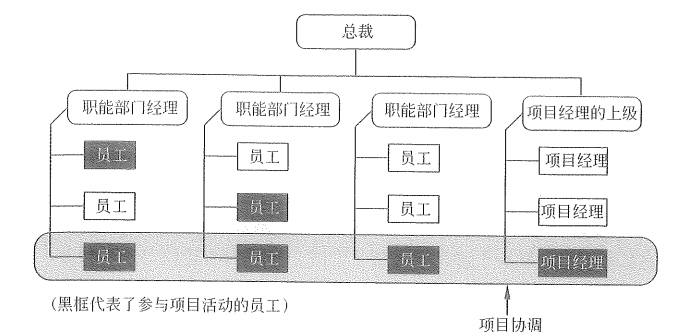 总裁
职能部门经理
职能部门经理
职能部门经理
项目经理的上级
员工
员工
员工
项目经理
员工
员工
员工
项目经理
员工
员工
员工
项目经理
(黑框代表了参与项目活动的员工)
项目协调